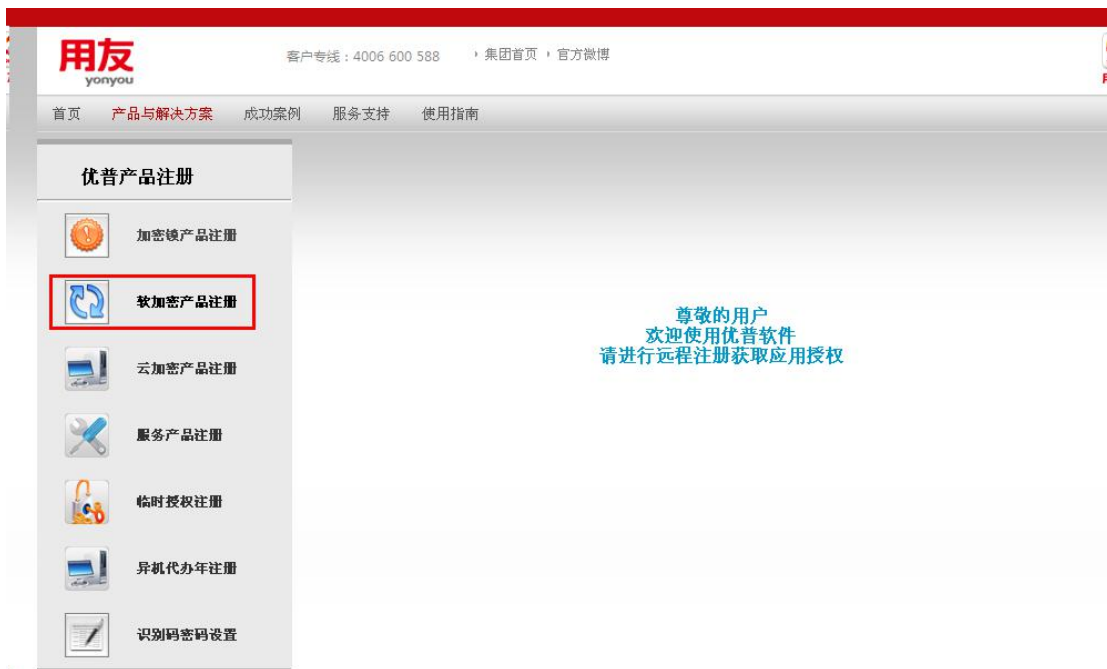 用友
yonyou
客户专线：4006 600 588 集团首页 官方微博
首页 产品与解决方案 成功案例 服务支持 使用指南
优普产品注册
加密锁产品注册
软加密产品注册
云加密产品注册
服务产品注册
临时授权注册
异机代办年注册
识别码密码设置
尊敬的用户
欢迎使用优普软件
请进行远程注册获取应用授权